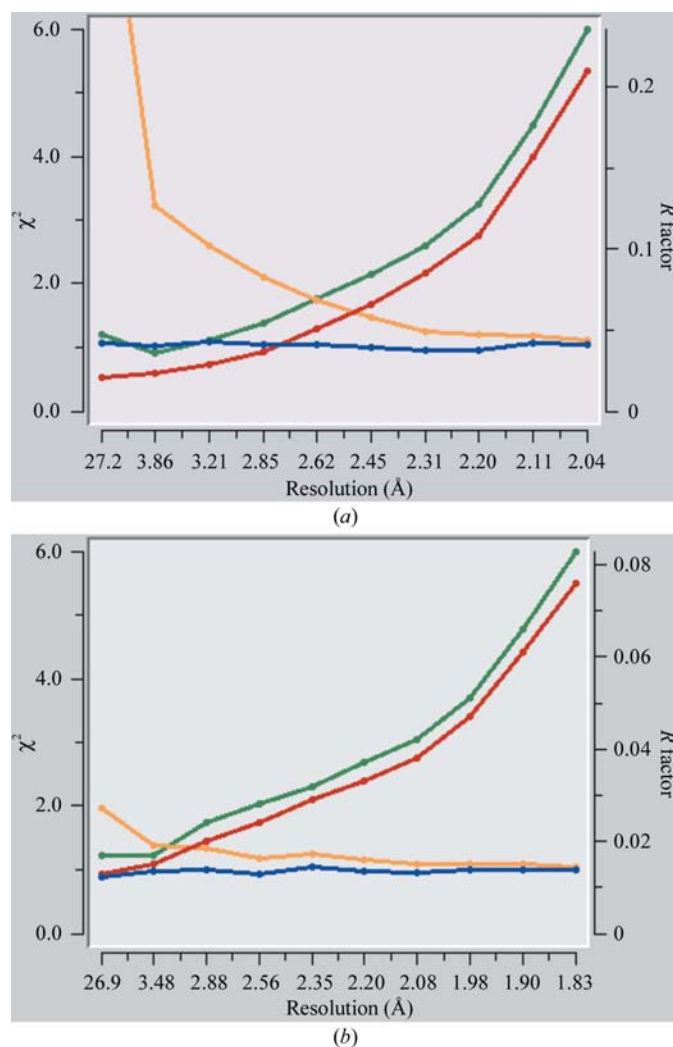 6.0
4.0
2.0
0.0
χ²
0.2
0.1
0
R factor
27.2 3.86 3.21 2.85 2.62 2.45 2.31 2.20 2.11 2.04
Resolution (Å)
(a)
6.0
4.0
2.0
0.0
χ²
0.08
0.06
0.04
0.02
0
R factor
26.9 3.48 2.88 2.56 2.35 2.20 2.08 1.98 1.90 1.83
Resolution (Å)
(b)